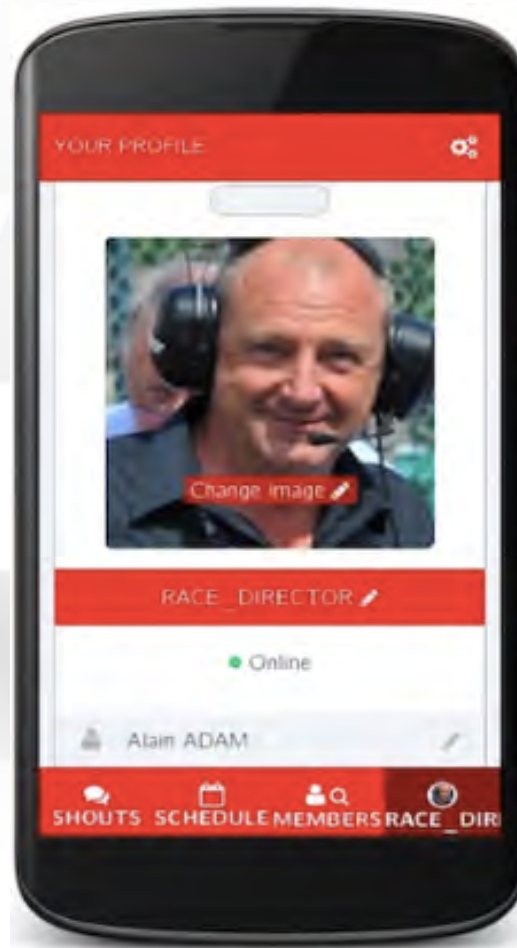 YOUR PROFILE
Change image
RACE_DIRECTOR
Online
Alain ADAM
SHOUTS SCHEDULE MEMBERS RACE_DIR